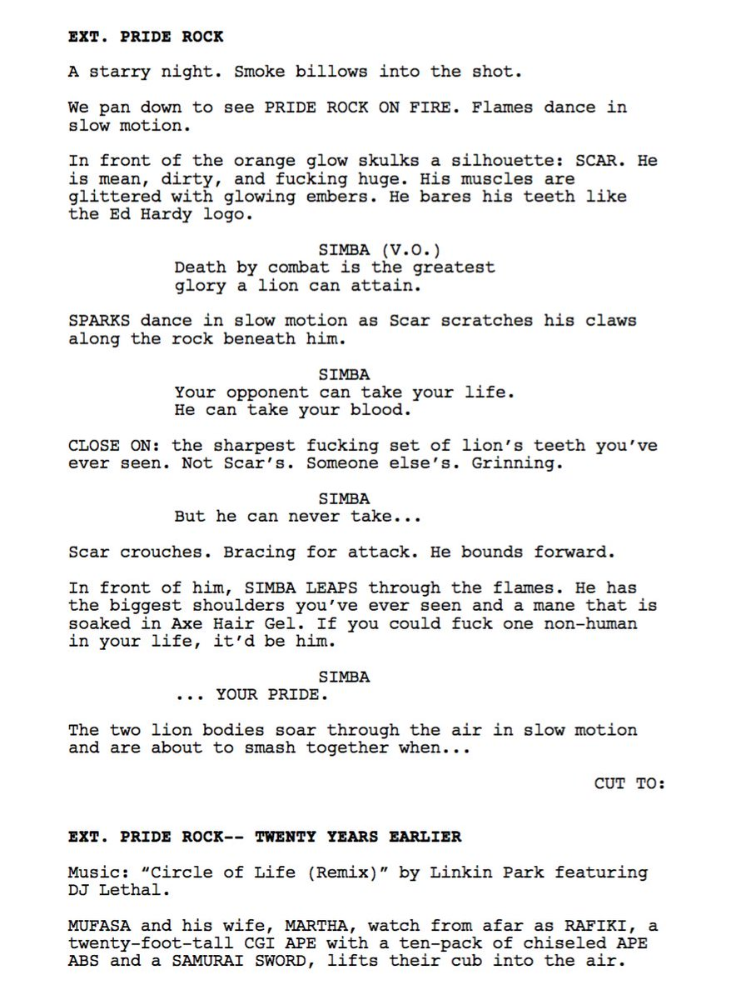 EXT. PRIDE ROCK
A starry night. Smoke billows into the shot.
We pan down to see PRIDE ROCK ON FIRE. Flames dance in
slow motion.
In front of the orange glow skulks a silhouette: SCAR. He
is mean, dirty, and fucking huge. His muscles are
glittered with glowing embers. He bares his teeth like
the Ed Hardy logo.
SIMBA (V.O.)
Death by combat is the greatest
glory a lion can attain.
SPARKS dance in slow motion as Scar scratches his claws
along the rock beneath him.
SIMBA
Your opponent can take your life.
He can take your blood.
CLOSE ON: the sharpest fucking set of lion’s teeth you’ve
ever seen. Not Scar’s. Someone else’s. Grinning.
SIMBA
But he can never take...
Scar crouches. Bracing for attack. He bounds forward.
In front of him, SIMBA LEAPS through the flames. He has
the biggest shoulders you’ve ever seen and a mane that is
soaked in Axe Hair Gel. If you could fuck one non-human
in your life, it’d be him.
SIMBA
... YOUR PRIDE.
The two lion bodies soar through the air in slow motion
and are about to smash together when...
CUT TO:
EXT. PRIDE ROCK-- TWENTY YEARS EARLIER
Music: “Circle of Life (Remix)” by Linkin Park featuring
DJ Lethal.
MUFASA and his wife, MARTHA, watch from afar as RAFIKI, a
twenty-foot-tall CGI APE with a ten-pack of chiseled APE
ABS and a SAMURAI SWORD, lifts their cub into the air.